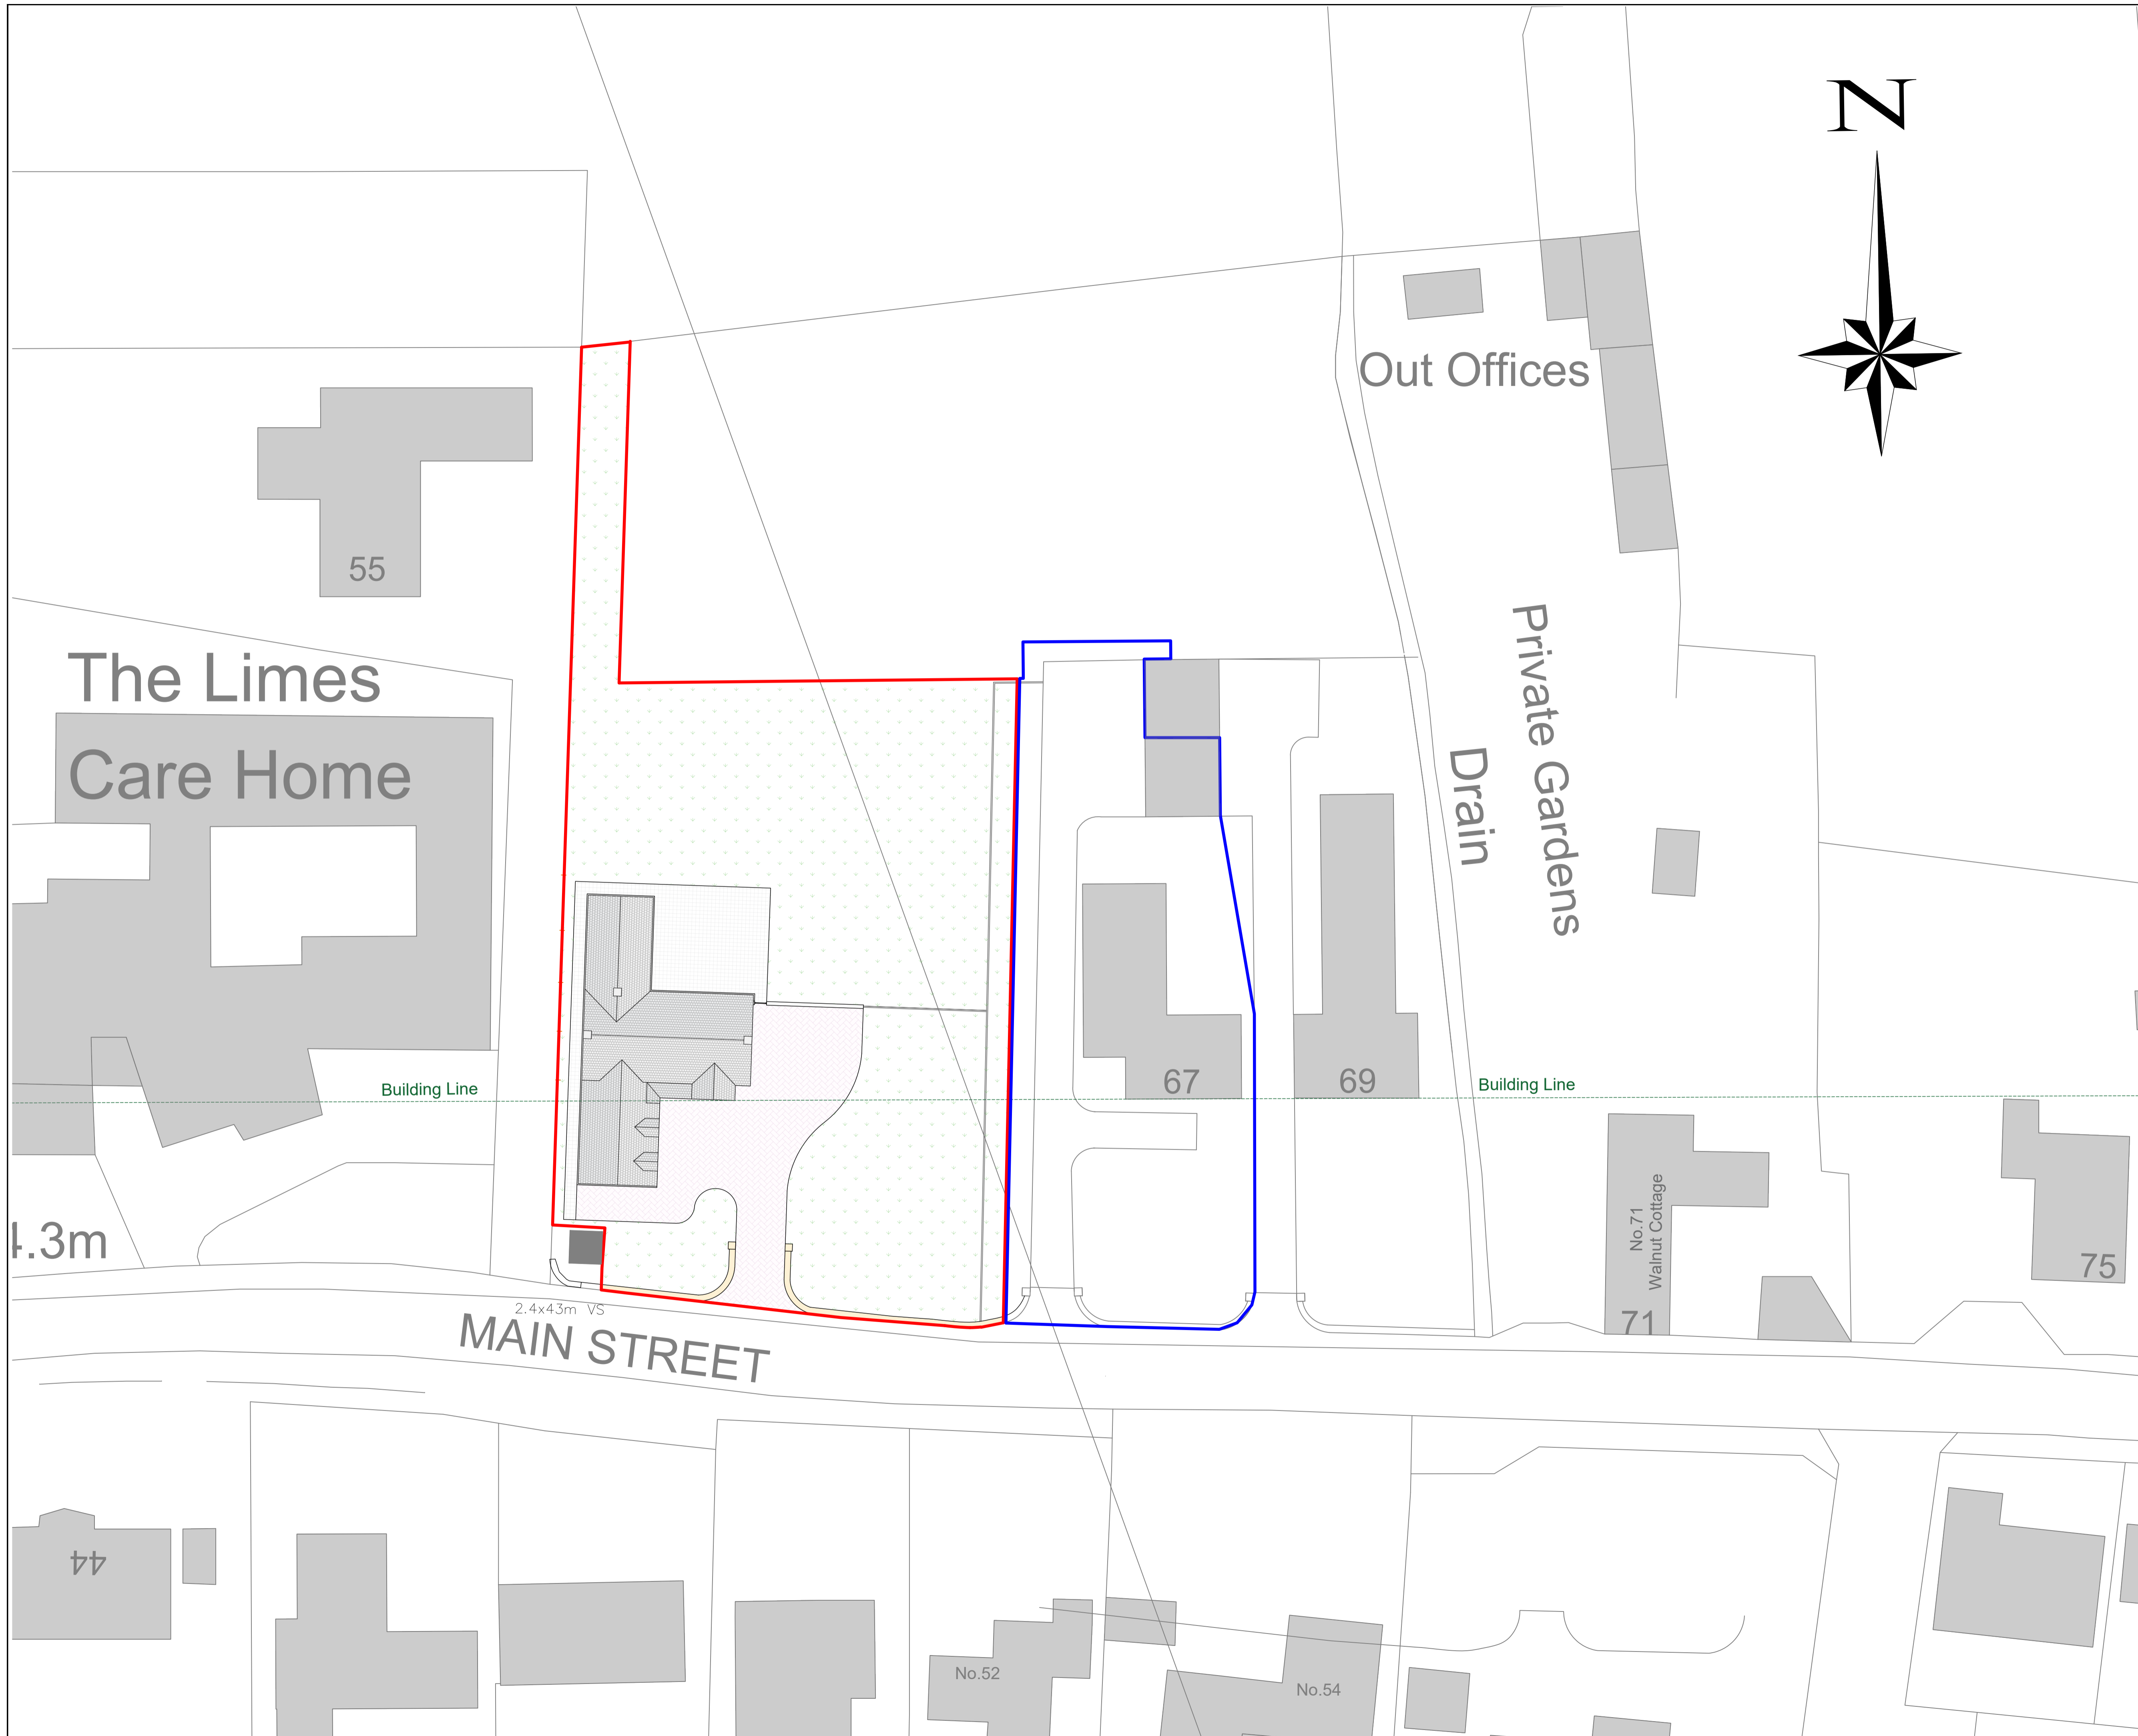 N
Out Offices
55
The Limes
Care Home
Private Gardens
Drain
Building Line
67
69
Building Line
No.71
Walnut Cottage
71
75
2.4x43m VS
MAIN STREET
44
No.52
No.54